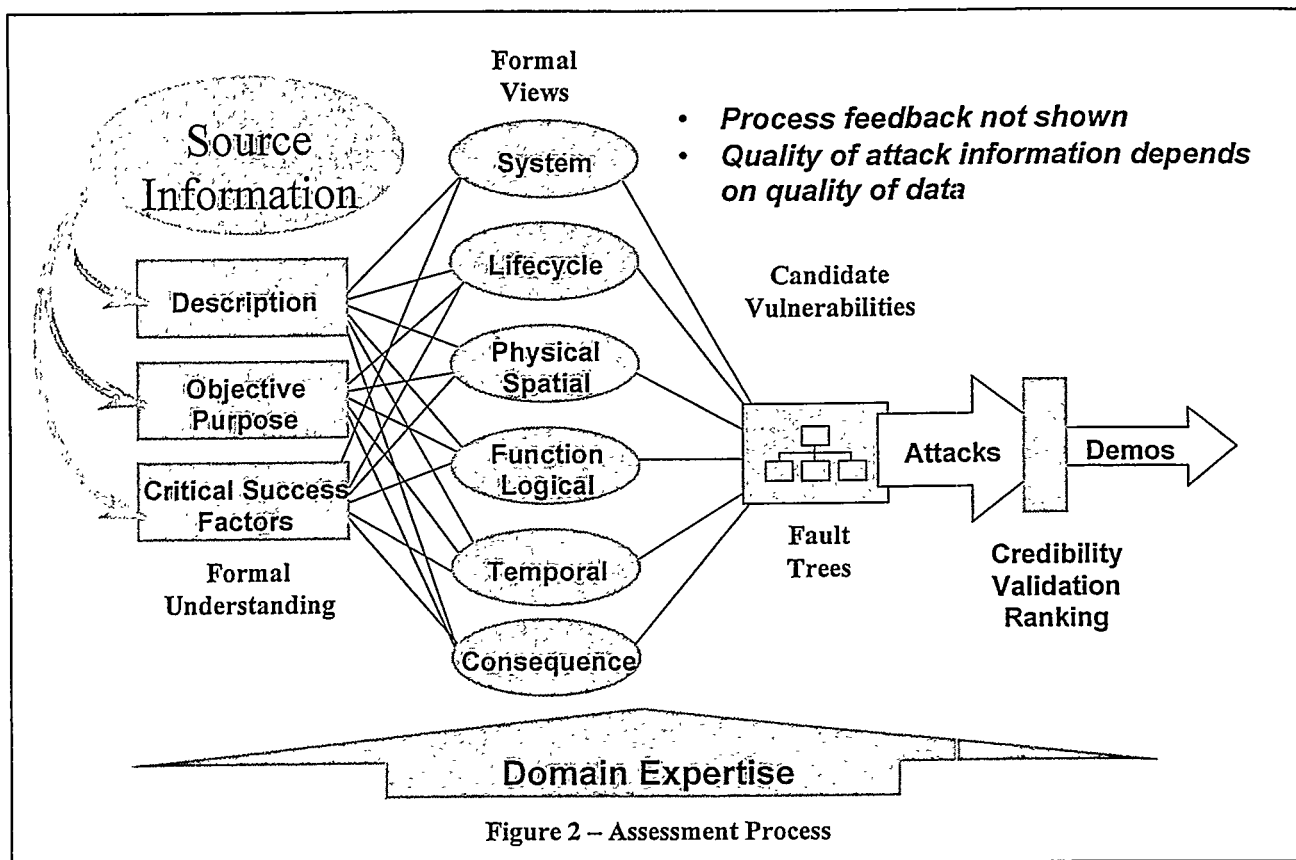 Source
Information
Description
Objective
Purpose
Critical Success
Factors
Formal
Understanding
Formal
Views
System
Lifecycle
Physical
Spatial
Function
Logical
Temporal
Consequence
• Process feedback not shown
• Quality of attack information depends
on quality of data
Candidate
Vulnerabilities
Fault
Trees
Attacks
Demos
Credibility
Validation
Ranking
Domain Expertise
Figure 2 – Assessment Process